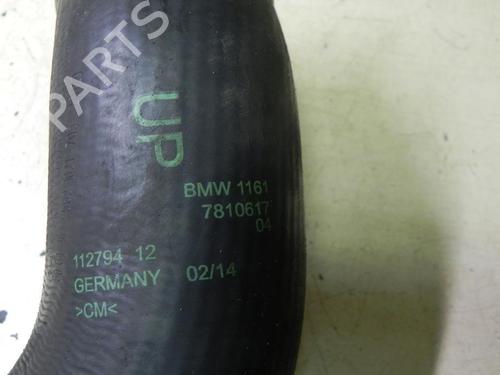 PARTS
UP
BMW 1161
7810617
04
112794 12
GERMANY 02/14
>CM<